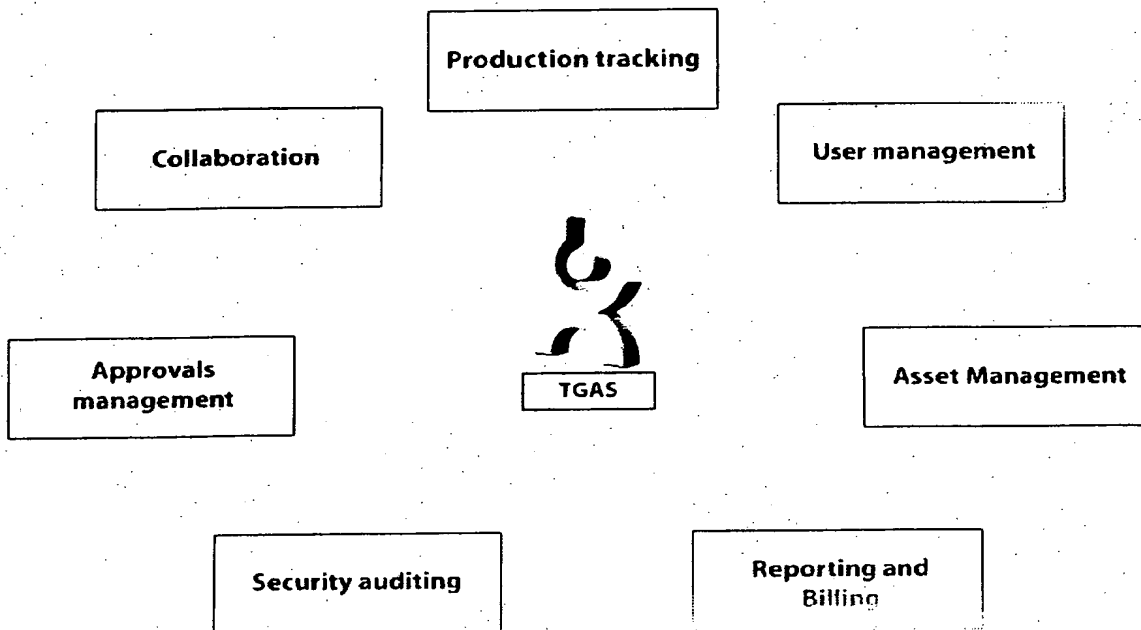 Production tracking
Collaboration
User management
Approvals
management
TGAS
Asset Management
Security auditing
Reporting and
Billing